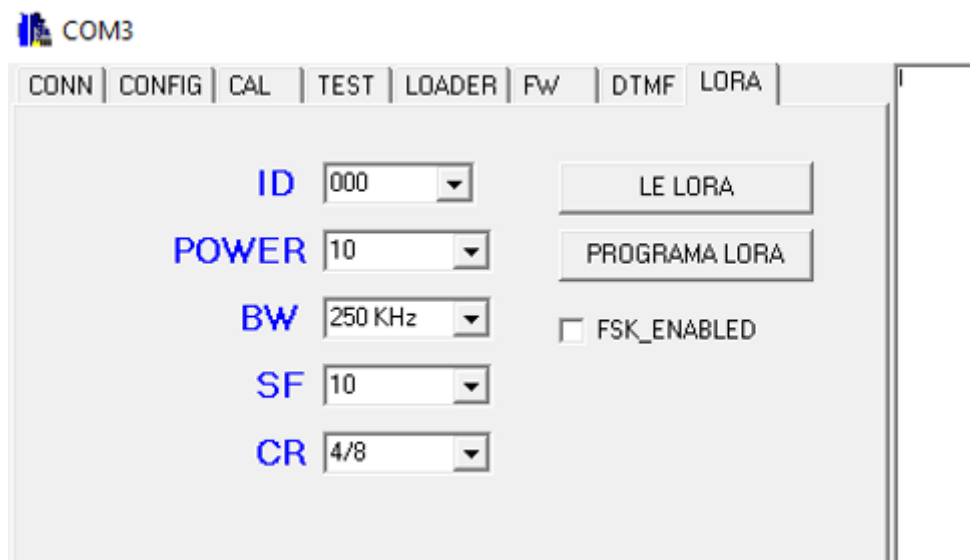 COM3
CONN CONFIG CAL TEST LOADER FW DTMF LORA
ID 000 LE LORA
POWER 10 PROGRAMA LORA
BW 250 KHz FSK_ENABLED
SF 10
CR 4/8